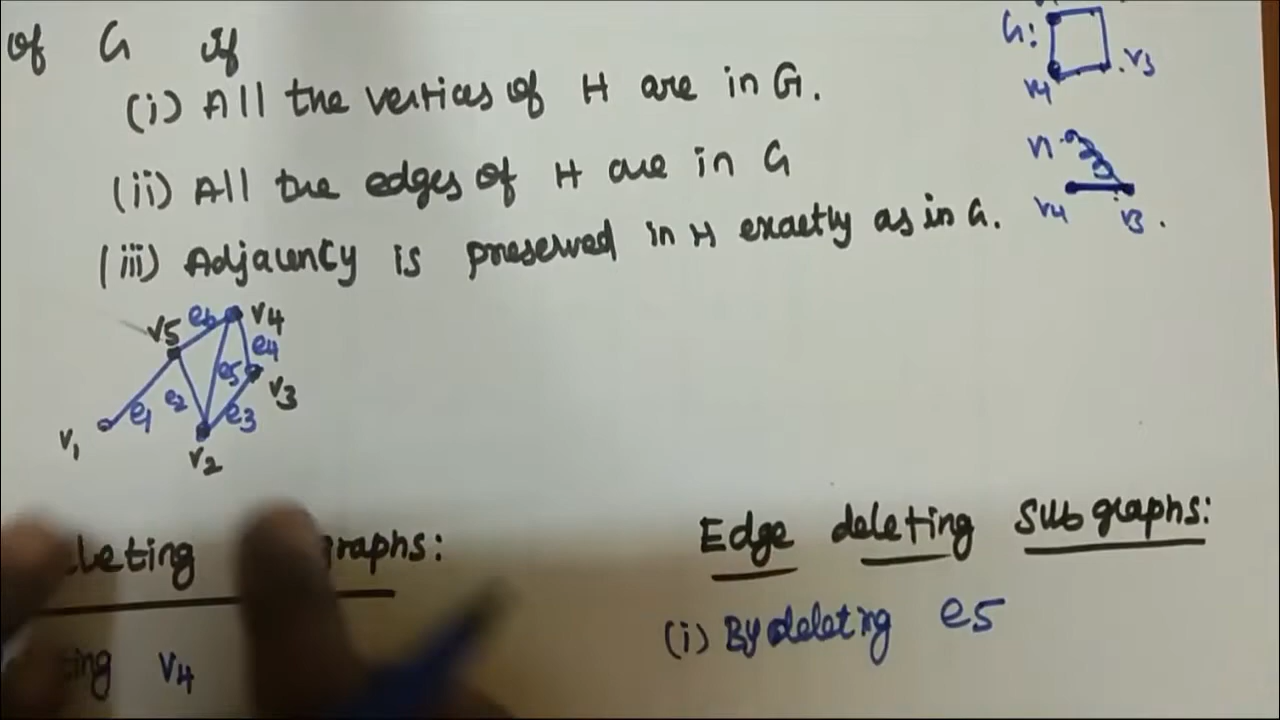 of G if
(i) All the vertices of H are in G.
(ii) All the edges of H are in G
(iii) Adjacency is preserved in H exactly as in G.
G:
v4 v3
v1
v4 v3.
v5 e6 v4
e4
e1 e2 e5 v3
e3
v1
v2
leting graphs:
ting v4
Edge deleting Subgraphs:
(i) By deleting e5